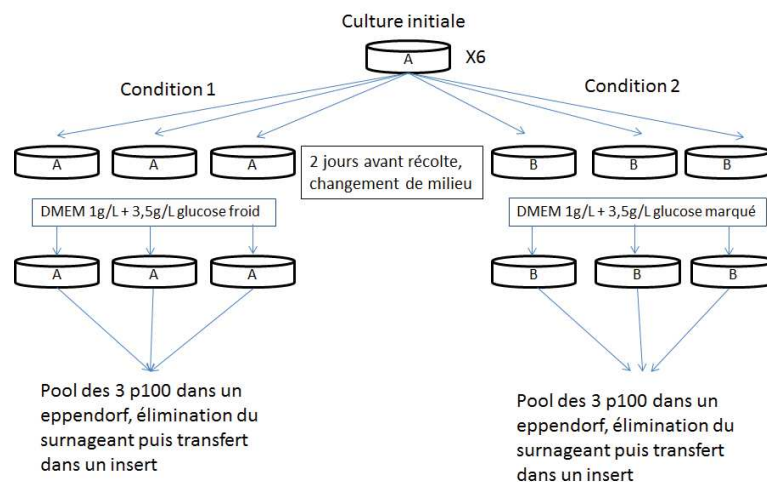 Culture initiale
A X6
Condition 1
Condition 2
A A A
2 jours avant récolte,
changement de milieu
B B B
DMEM 1g/L + 3,5g/L glucose froid
DMEM 1g/L + 3,5g/L glucose marqué
A A A
B B B
Pool des 3 p100 dans un
eppendorf, élimination du
surnageant puis transfert
dans un insert
Pool des 3 p100 dans un
eppendorf, élimination du
surnageant puis transfert
dans un insert